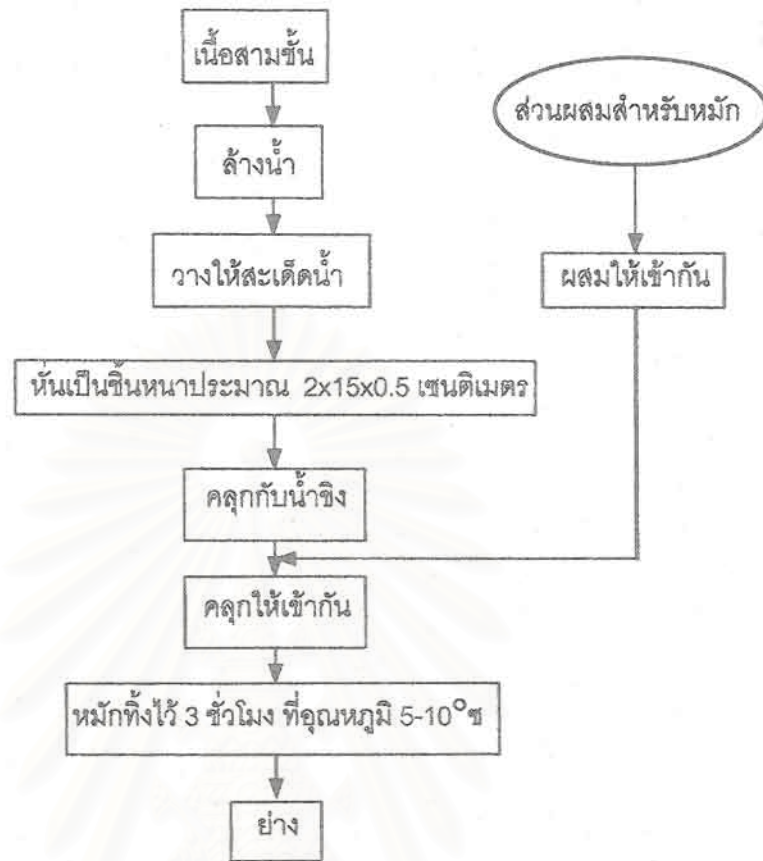 เนื้อสามชั้น
ส่วนผสมสำหรับหมัก
ล้างน้ำ
วางให้สะเด็ดน้ำ
ผสมให้เข้ากัน
หั่นเป็นชิ้นหนาประมาณ 2x15x0.5 เซนติเมตร
คลุกกับน้ำขิง
คลุกให้เข้ากัน
หมักทิ้งไว้ 3 ชั่วโมง ที่อุณหภูมิ 5-10°ซ
ย่าง